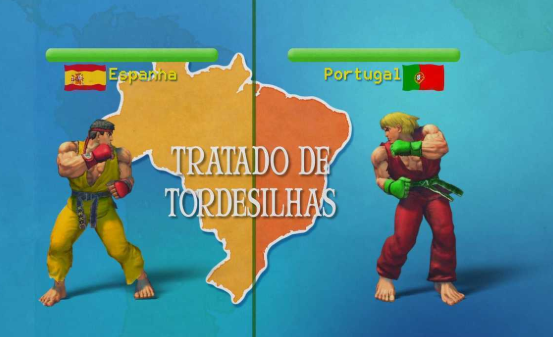 Espanha
Portugal
TRATADO DE
TORDESILHAS